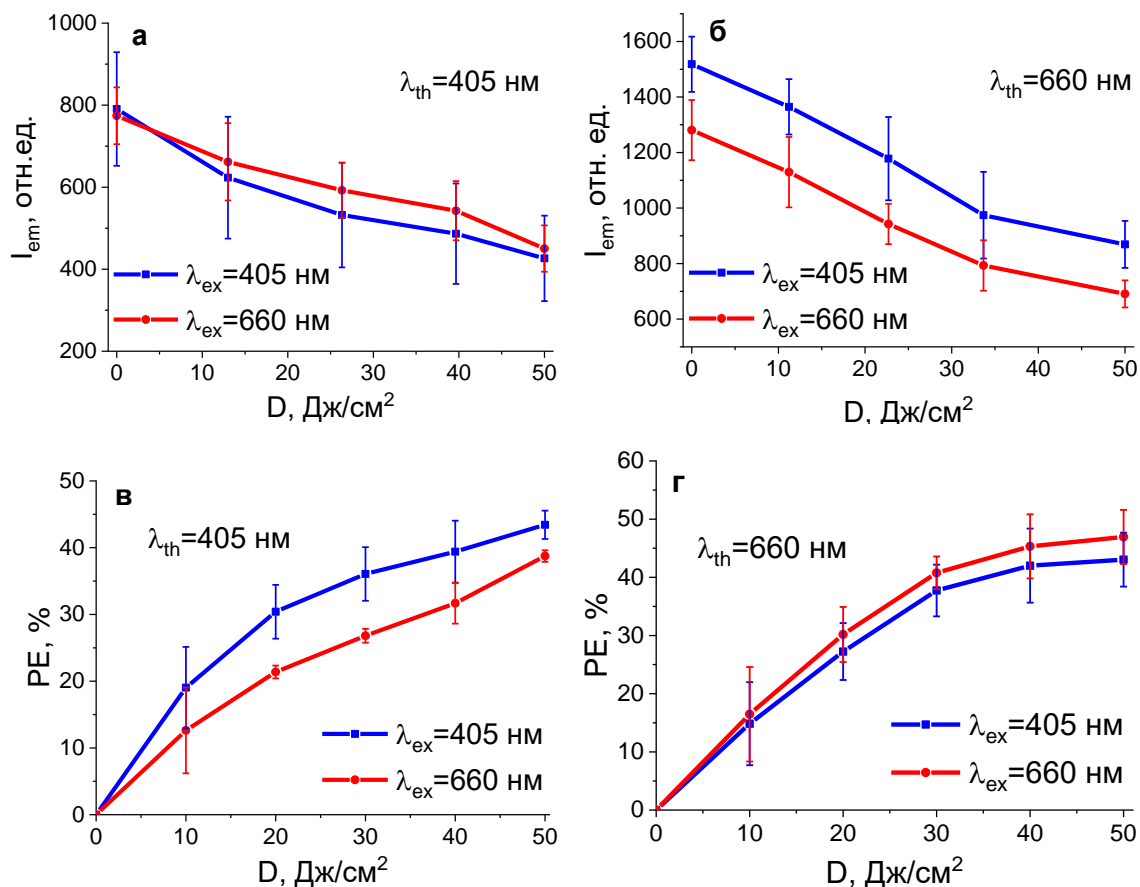 а
λth=405 нм
Iem, отн.ед.
1000
800
600
400
200
λex=405 нм
λex=660 нм
0 10 20 30 40 50
D, Дж/см²
б
λth=660 нм
Iem, отн. ед.
1600
1400
1200
1000
800
600
λex=405 нм
λex=660 нм
0 10 20 30 40 50
D, Дж/см²
в
λth=405 нм
PE, %
50
40
30
20
10
0
λex=405 нм
λex=660 нм
0 10 20 30 40 50
D, Дж/см²
г
λth=660 нм
PE, %
60
50
40
30
20
10
0
λex=405 нм
λex=660 нм
0 10 20 30 40 50
D, Дж/см²